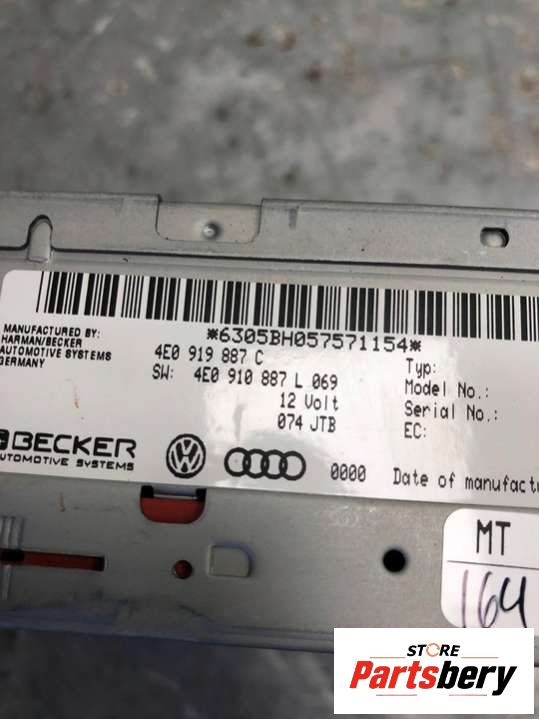 *6305BH057571154*
MANUFACTURED BY:
HARMAN/BECKER
AUTOMOTIVE SYSTEMS
GERMANY
4E0 919 887 C
SW: 4E0 910 887 L 069
12 Volt
074 JTB
Typ:
Model No.:
Serial No.:
EC:
BECKER
AUTOMOTIVE SYSTEMS
0000
Date of manufact
MT
164
STORE
Partsbery